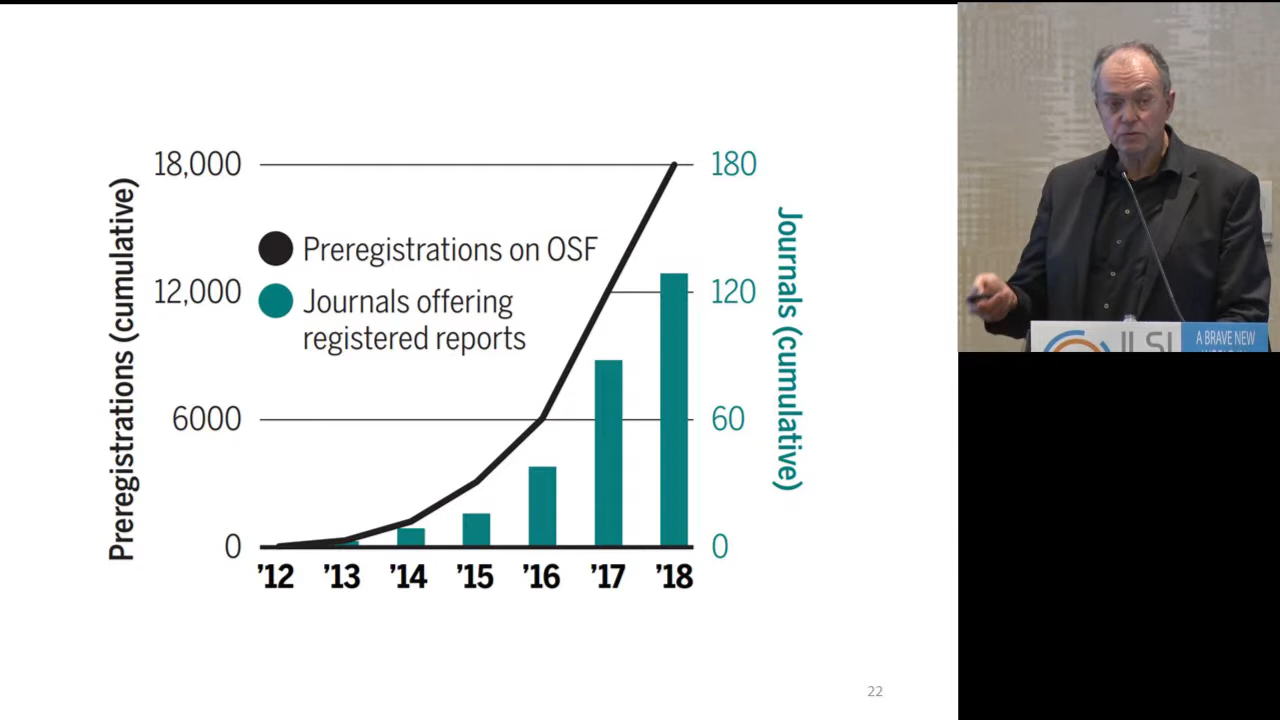 Preregistrations (cumulative)
18,000
12,000
6000
0
Preregistrations on OSF
Journals offering
registered reports
180
120
60
0
Journals (cumulative)
’12 ’13 ’14 ’15 ’16 ’17 ’18
22
ILSI
A BRAVE NEW